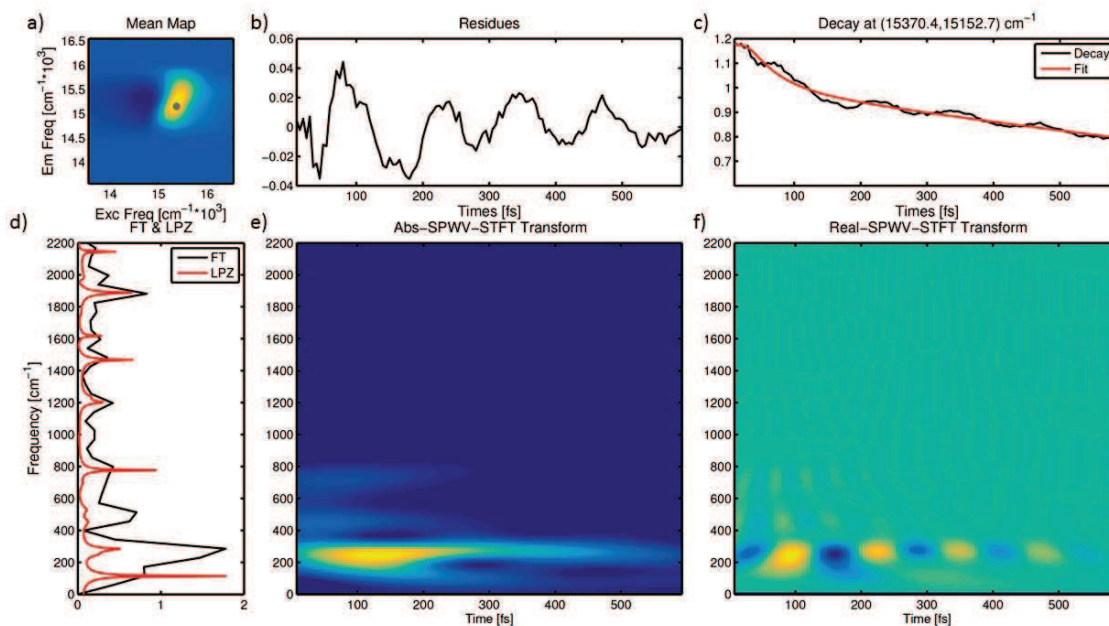 a) Mean Map
16.5
16
15.5
15
14.5
14
Em Freq [cm⁻¹*10³]
14 15 16
Exc Freq [cm⁻¹*10³]
b) Residues
0.06
0.04
0.02
0
−0.02
−0.04
100 200 300 400 500
Times [fs]
c) Decay at (15370.4,15152.7) cm⁻¹
1.2
1.1
1
0.9
0.8
0.7
0.6
Decay
Fit
100 200 300 400 500
Times [fs]
d) FT & LPZ
2200
2000
1800
1600
1400
1200
1000
800
600
400
200
0
Frequency [cm⁻¹]
FT
LPZ
0 1 2
e) Abs−SPWV−STFT Transform
2200
2000
1800
1600
1400
1200
1000
800
600
400
200
0
100 200 300 400 500
Time [fs]
f) Real−SPWV−STFT Transform
2200
2000
1800
1600
1400
1200
1000
800
600
400
200
0
100 200 300 400 500
Time [fs]